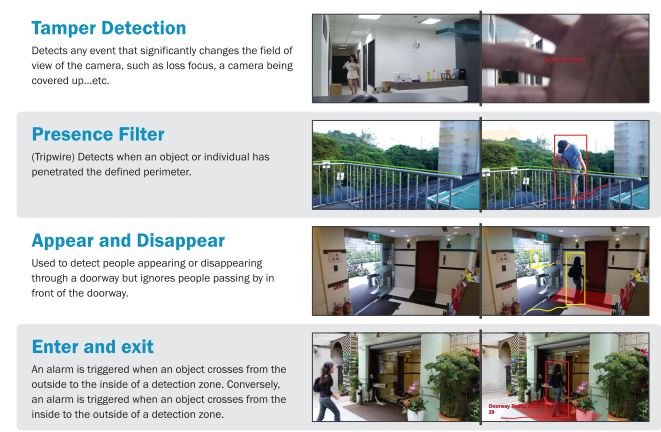 Tamper Detection
Detects any event that significantly changes the field of
view of the camera, such as loss focus, a camera being
covered up...etc.
Presence Filter
(Tripwire) Detects when an object or individual has
penetrated the defined perimeter.
Appear and Disappear
Used to detect people appearing or disappearing
through a doorway but ignores people passing by in
front of the doorway.
Enter and exit
An alarm is triggered when an object crosses from the
outside to the inside of a detection zone. Conversely,
an alarm is triggered when an object crosses from the
inside to the outside of a detection zone.
Doorway
29